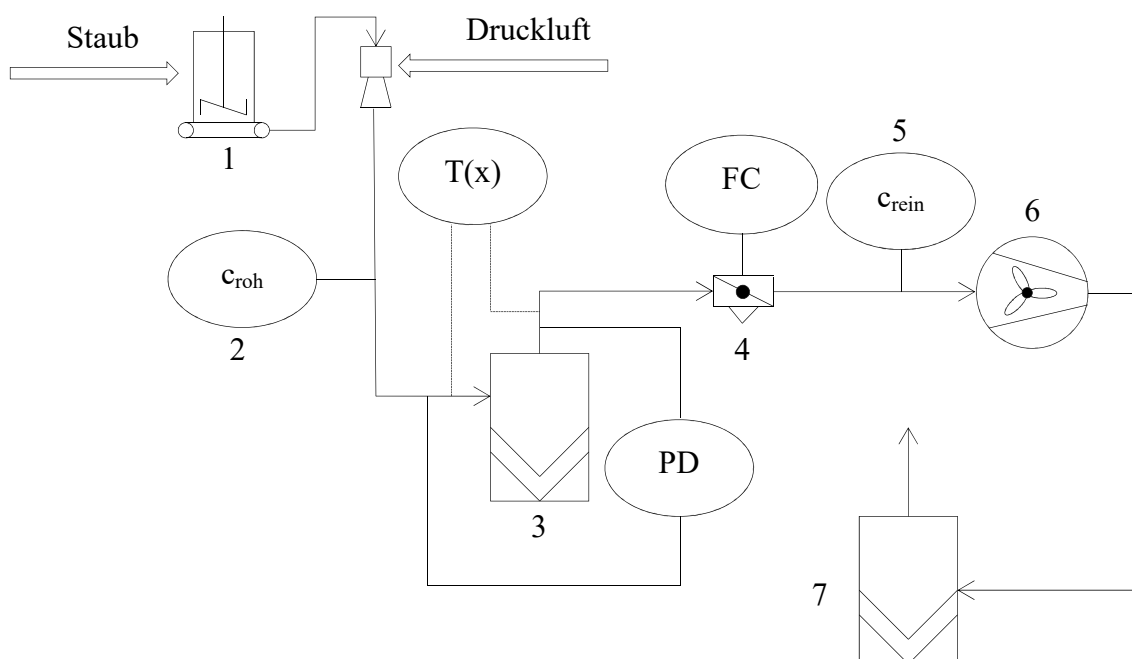 Staub
Druckluft
1
T(x)
FC
5
c_rein
6
c_roh
2
4
PD
3
7